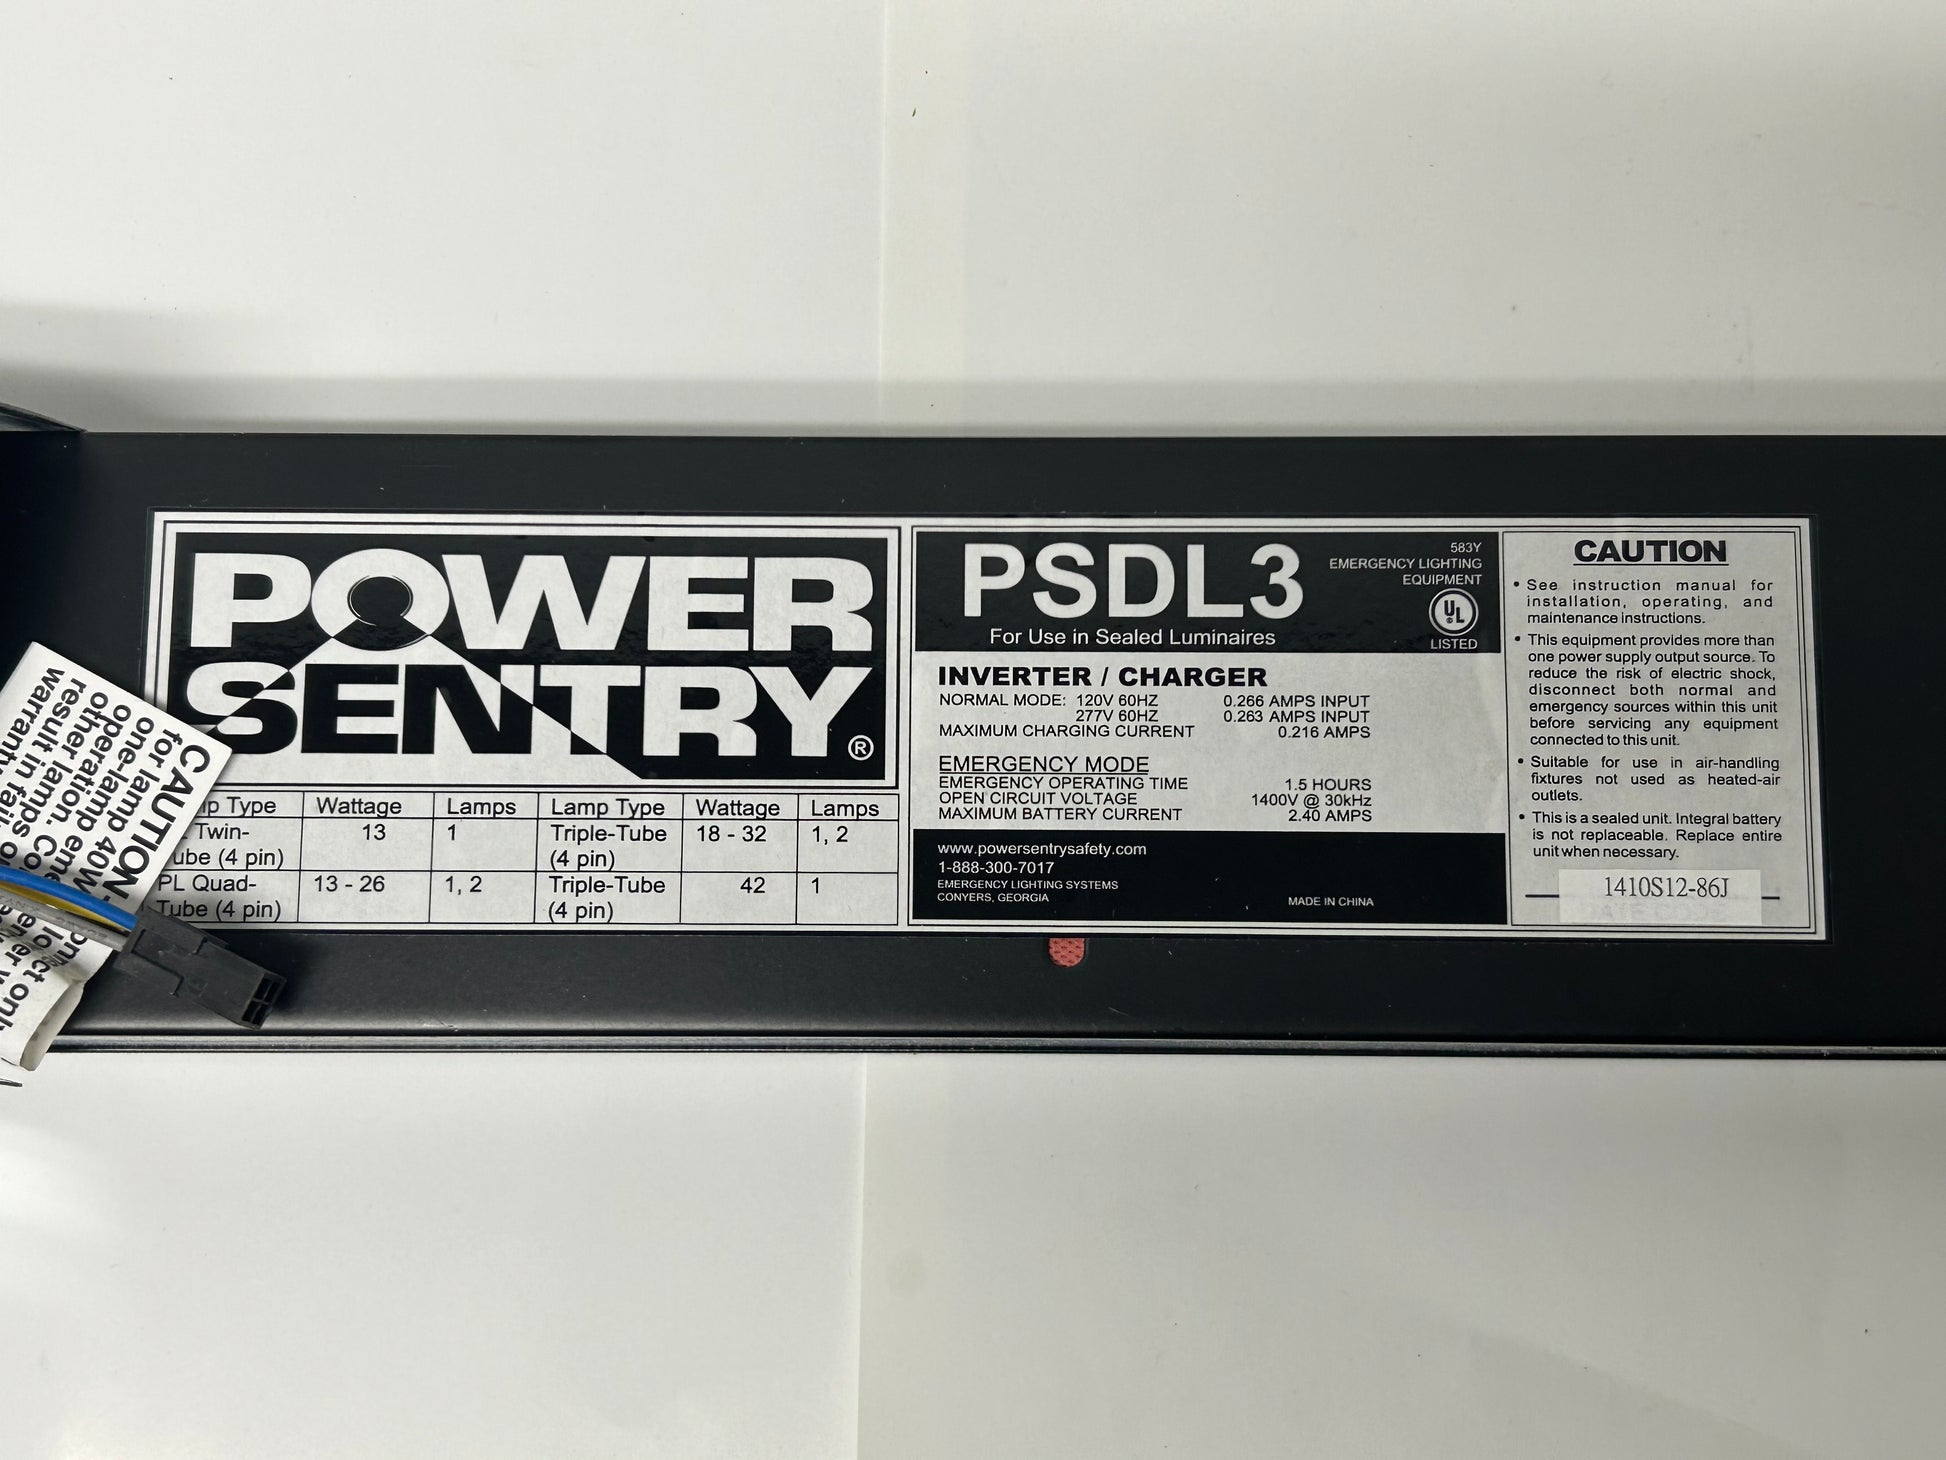 POWER
SENTRY®
Type Wattage Lamps Lamp Type Wattage Lamps
Twin- 13 1 Triple-Tube 18 - 32 1, 2
(4 pin) (4 pin)
PL Quad- 13 - 26 1, 2 Triple-Tube 42 1
Tube (4 pin) (4 pin)
PSDL3
For Use in Sealed Luminaires
583Y
EMERGENCY LIGHTING
EQUIPMENT
UL
®
LISTED
INVERTER / CHARGER
NORMAL MODE: 120V 60HZ 0.266 AMPS INPUT
277V 60HZ 0.263 AMPS INPUT
MAXIMUM CHARGING CURRENT 0.216 AMPS
EMERGENCY MODE
EMERGENCY OPERATING TIME 1.5 HOURS
OPEN CIRCUIT VOLTAGE 1400V @ 30kHz
MAXIMUM BATTERY CURRENT 2.40 AMPS
www.powersentrysafety.com
1-888-300-7017
EMERGENCY LIGHTING SYSTEMS
CONYERS, GEORGIA MADE IN CHINA
CAUTION
• See instruction manual for
installation, operating, and
maintenance instructions.
• This equipment provides more than
one power supply output source. To
reduce the risk of electric shock,
disconnect both normal and
emergency sources within this unit
before servicing any equipment
connected to this unit.
• Suitable for use in air-handling
fixtures not used as heated-air
outlets.
• This is a sealed unit. Integral battery
is not replaceable. Replace entire
unit when necessary.
1410S12-86J
CAUTION
for lamp 40W
one-lamp
operation.
other lamps
result in
warranty